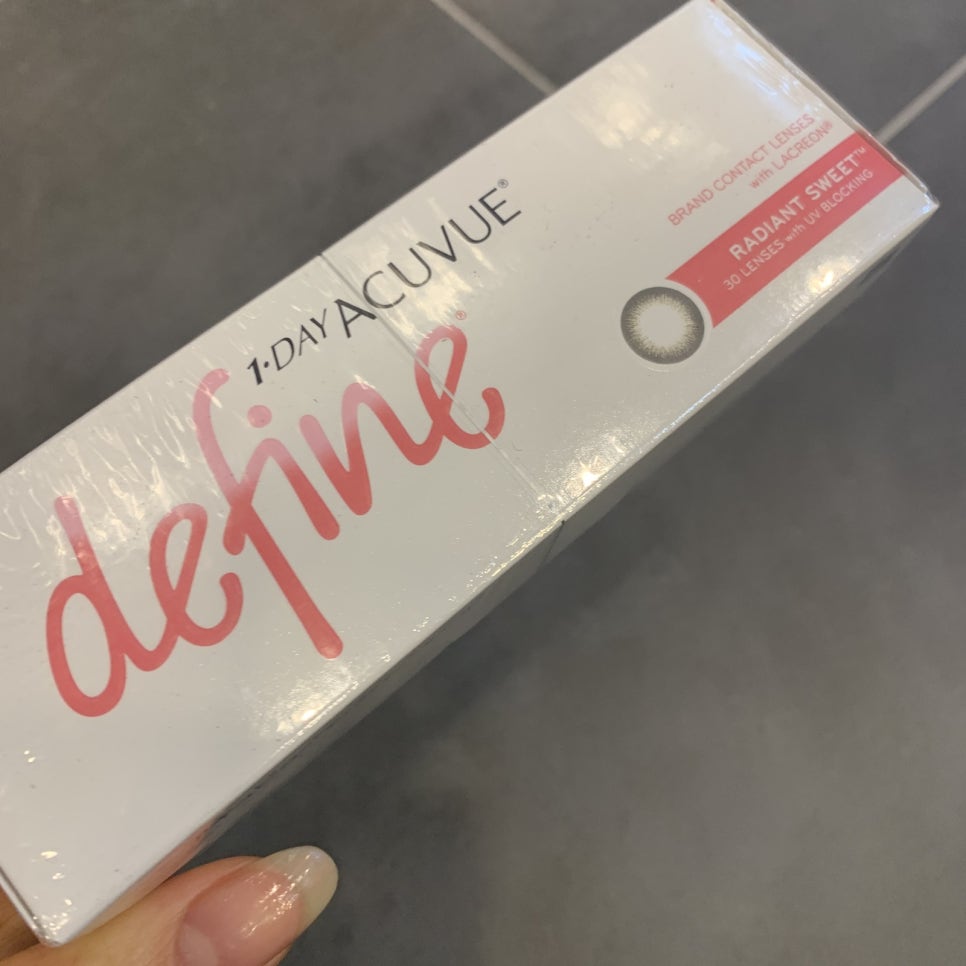 1·DAY ACUVUE®
define®
BRAND CONTACT LENSES
with LACREON®
RADIANT SWEET™
30 LENSES with UV BLOCKING